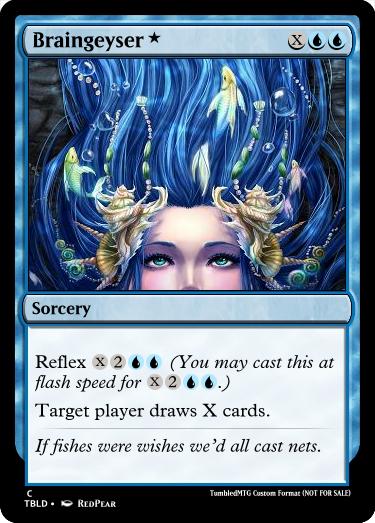 Braingeyser ★ X
Sorcery
Reflex X 2 (You may cast this at
flash speed for X 2 .)
Target player draws X cards.
If fishes were wishes we'd all cast nets.
C
TBLD • RedPear
TumbledMTG Custom Format (NOT FOR SALE)